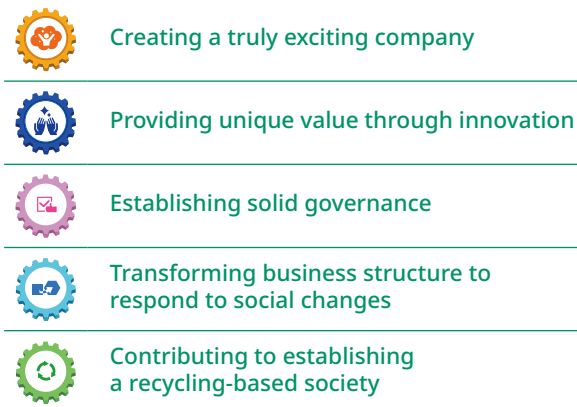 Creating a truly exciting company
Providing unique value through innovation
Establishing solid governance
Transforming business structure to
respond to social changes
Contributing to establishing
a recycling-based society